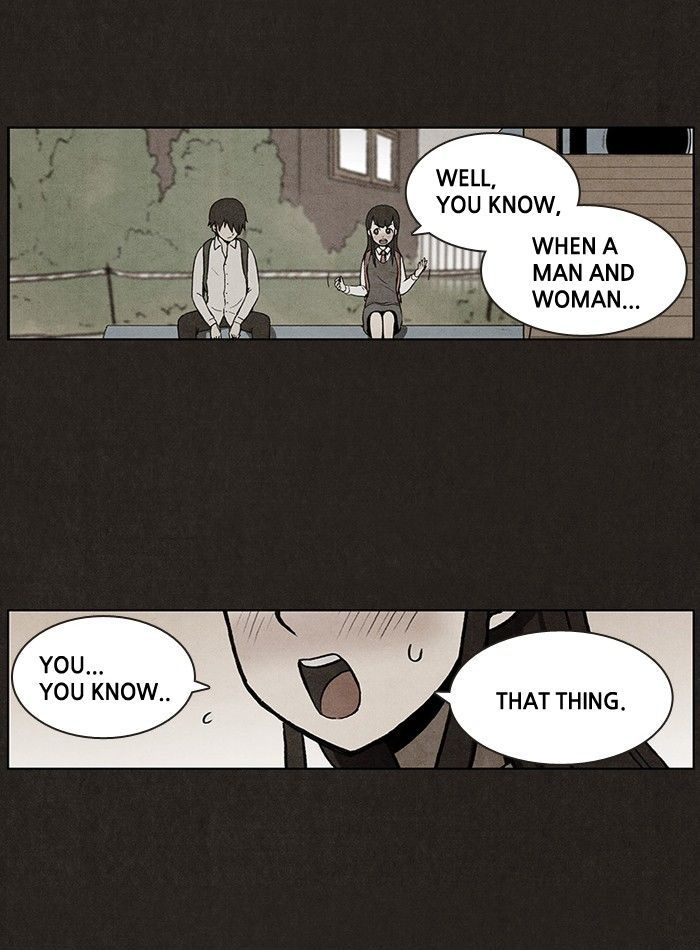 WELL,
YOU KNOW,
WHEN A
MAN AND
WOMAN...
YOU...
YOU KNOW..
THAT THING.